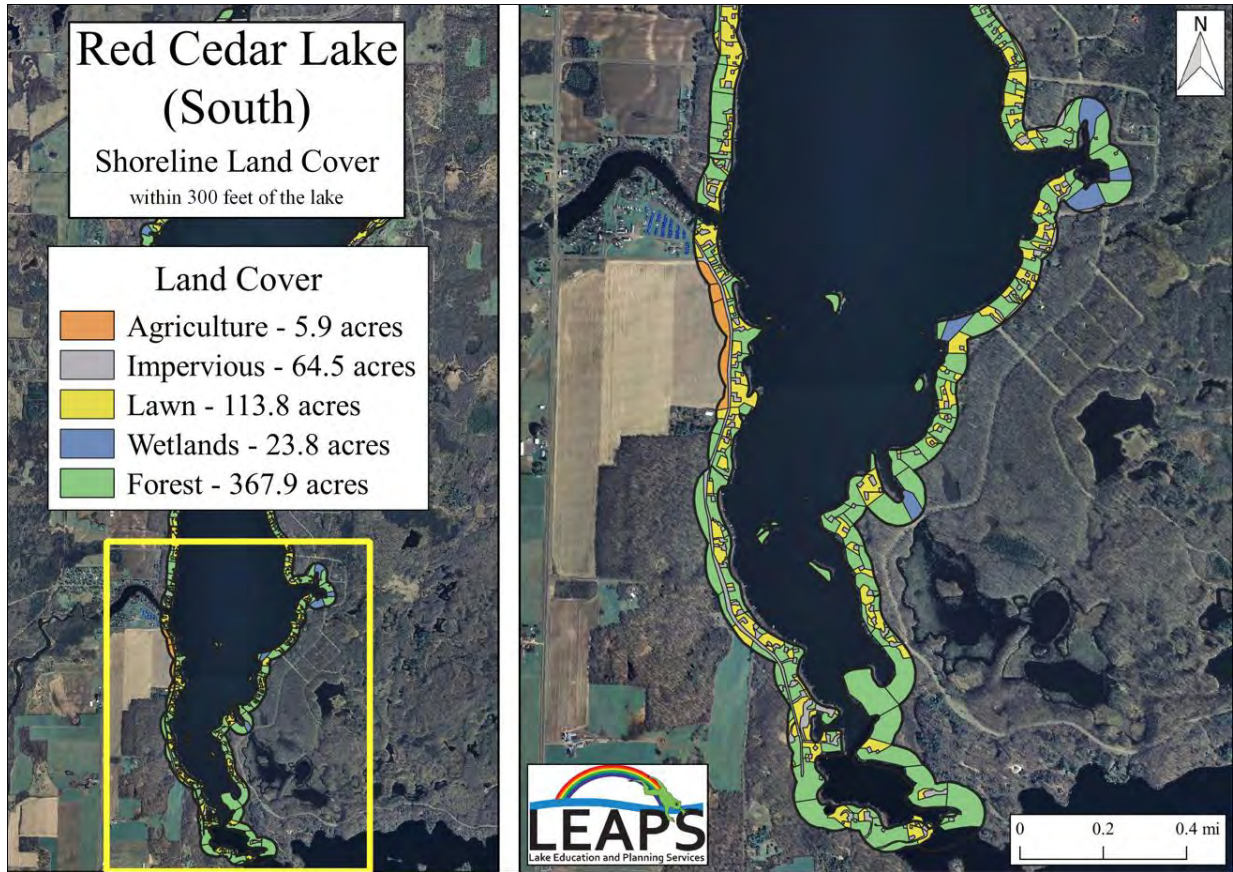 Red Cedar Lake
(South)
Shoreline Land Cover
within 300 feet of the lake
Land Cover
Agriculture - 5.9 acres
Impervious - 64.5 acres
Lawn - 113.8 acres
Wetlands - 23.8 acres
Forest - 367.9 acres
N
LEAPS
Lake Education and Planning Services
0 0.2 0.4 mi